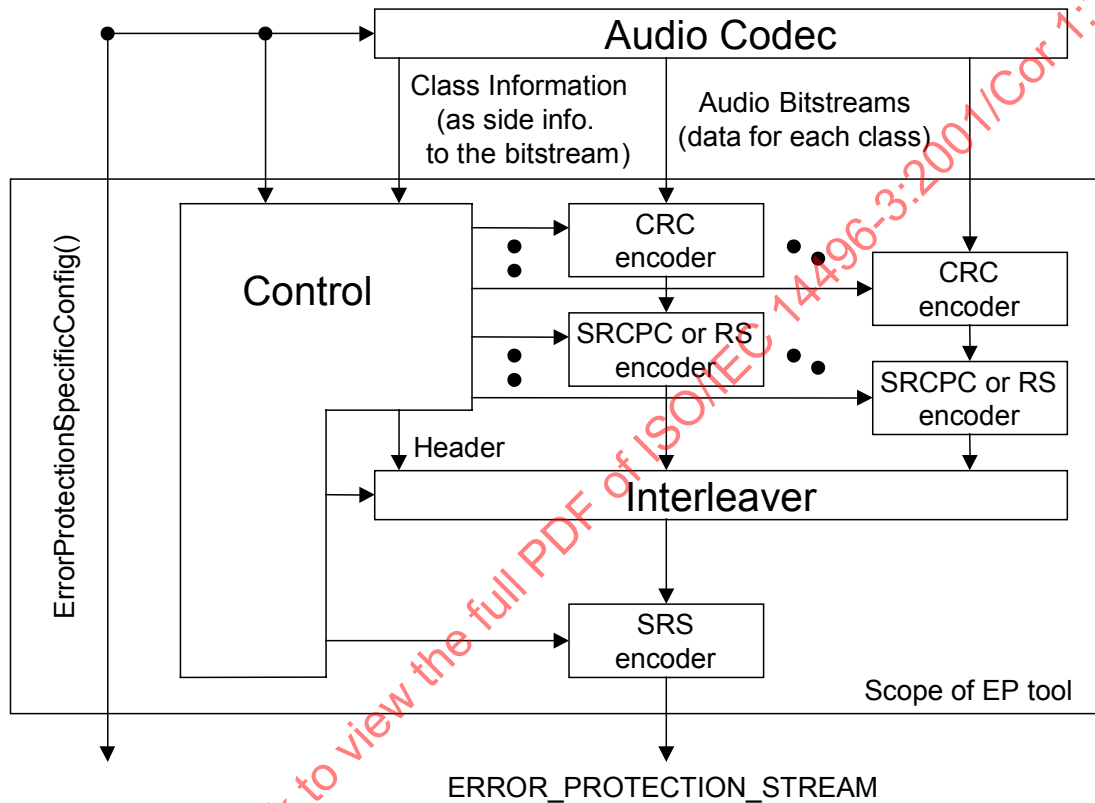 Audio Codec
Class Information
(as side info.
to the bitstream)
Audio Bitstreams
(data for each class)
ErrorProtectionSpecificConfig()
Control
CRC
encoder
CRC
encoder
SRCPC or RS
encoder
SRCPC or RS
encoder
Header
Interleaver
SRS
encoder
Scope of EP tool
ERROR_PROTECTION_STREAM
to view the full PDF of ISO/IEC 14496-3:2001/Cor 1: